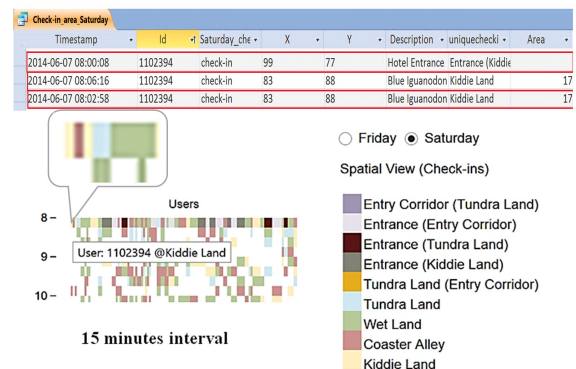 Check-in_area_Saturday
Timestamp Id Saturday_che X Y Description uniquechecki Area
2014-06-07 08:00:08 1102394 check-in 99 77 Hotel Entrance Entrance (Kiddie
2014-06-07 08:06:16 1102394 check-in 83 88 Blue Iguanodon Kiddie Land 17
2014-06-07 08:02:58 1102394 check-in 83 88 Blue Iguanodon Kiddie Land 17
Friday Saturday
Spatial View (Check-ins)
Users
8 –
User: 1102394 @Kiddie Land
9 –
10 –
15 minutes interval
Entry Corridor (Tundra Land)
Entrance (Entry Corridor)
Entrance (Tundra Land)
Entrance (Kiddie Land)
Tundra Land (Entry Corridor)
Tundra Land
Wet Land
Coaster Alley
Kiddie Land